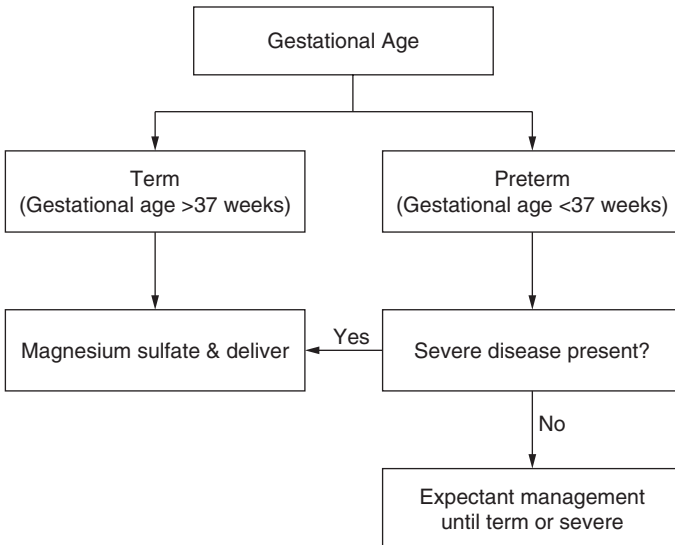 Gestational Age
Term
(Gestational age >37 weeks)
Preterm
(Gestational age <37 weeks)
Magnesium sulfate & deliver
Yes
Severe disease present?
No
Expectant management
until term or severe